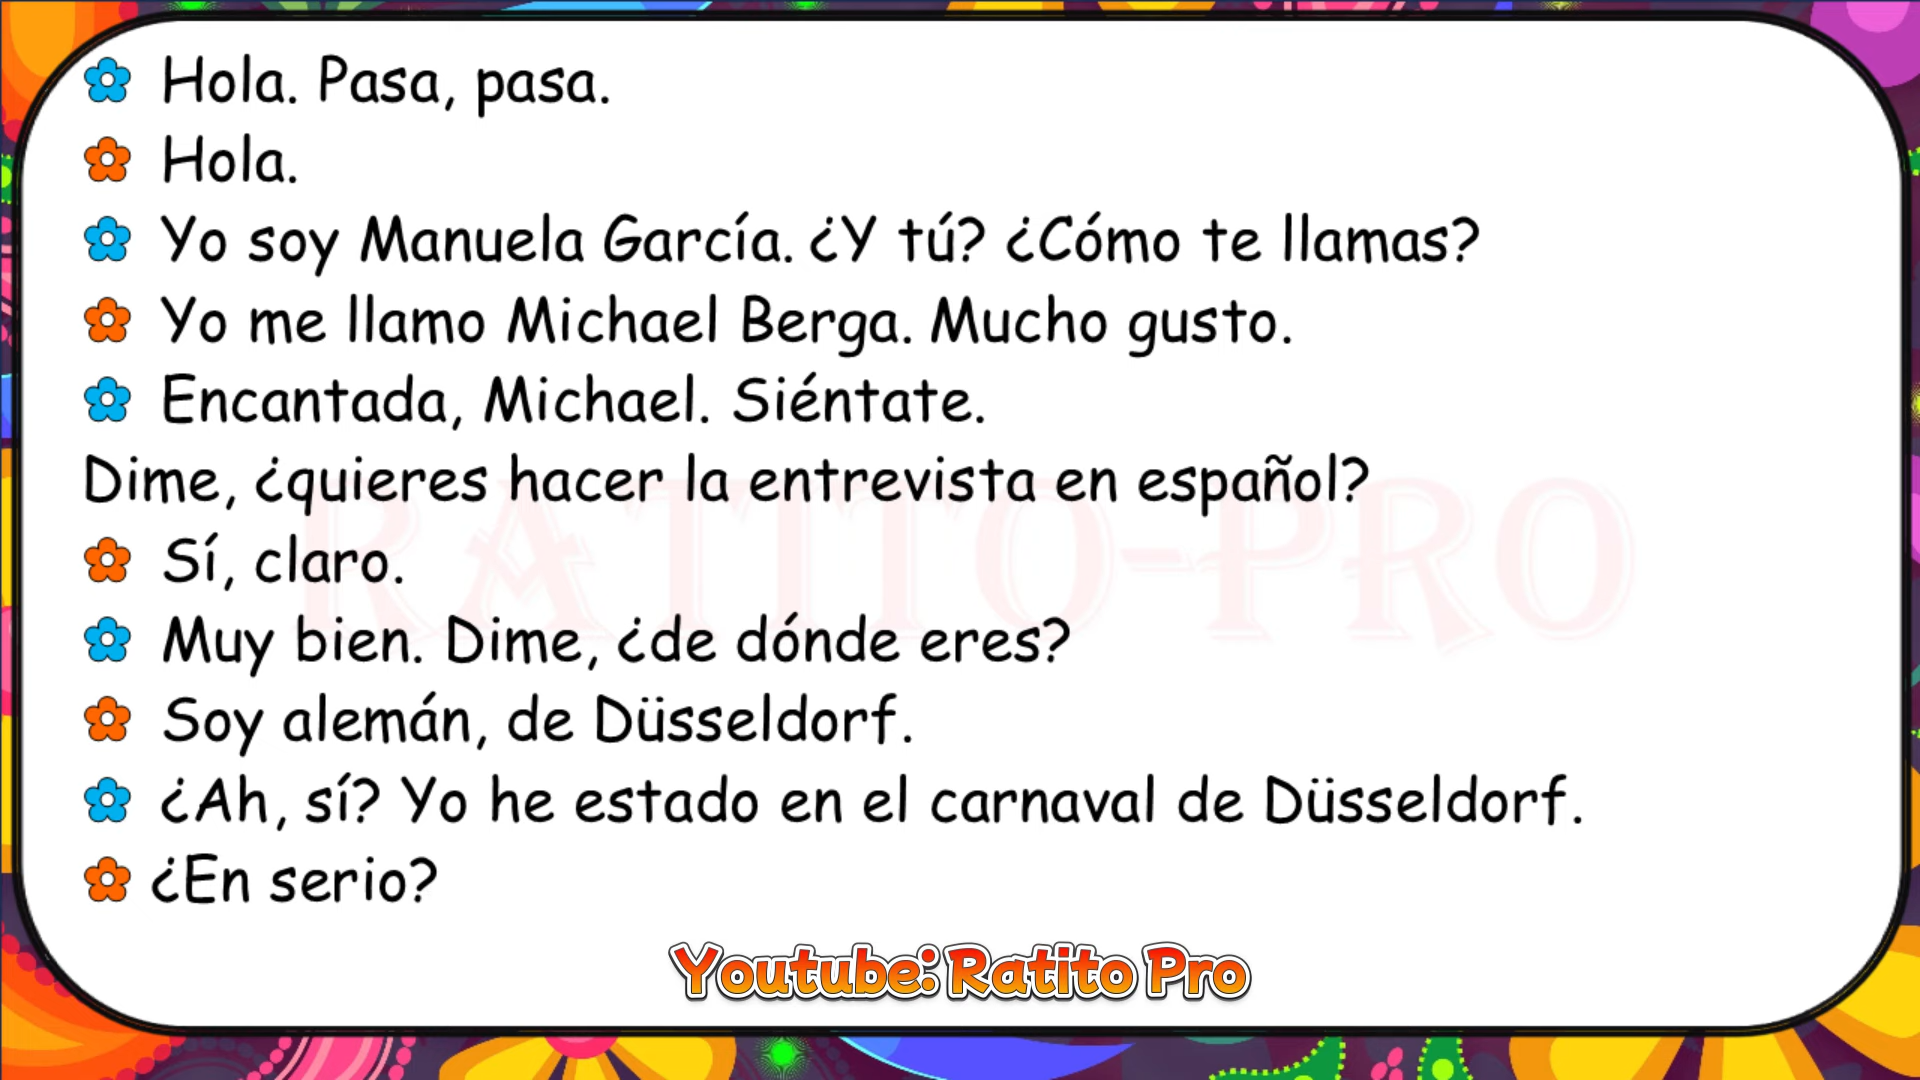 Hola. Pasa, pasa.
Hola.
Yo soy Manuela García. ¿Y tú? ¿Cómo te llamas?
Yo me llamo Michael Berga. Mucho gusto.
Encantada, Michael. Siéntate.
Dime, ¿quieres hacer la entrevista en español?
RATITO-PRO
Sí, claro.
Muy bien. Dime, ¿de dónde eres?
Soy alemán, de Düsseldorf.
¿Ah, sí? Yo he estado en el carnaval de Düsseldorf.
¿En serio?
Youtube: Ratito Pro